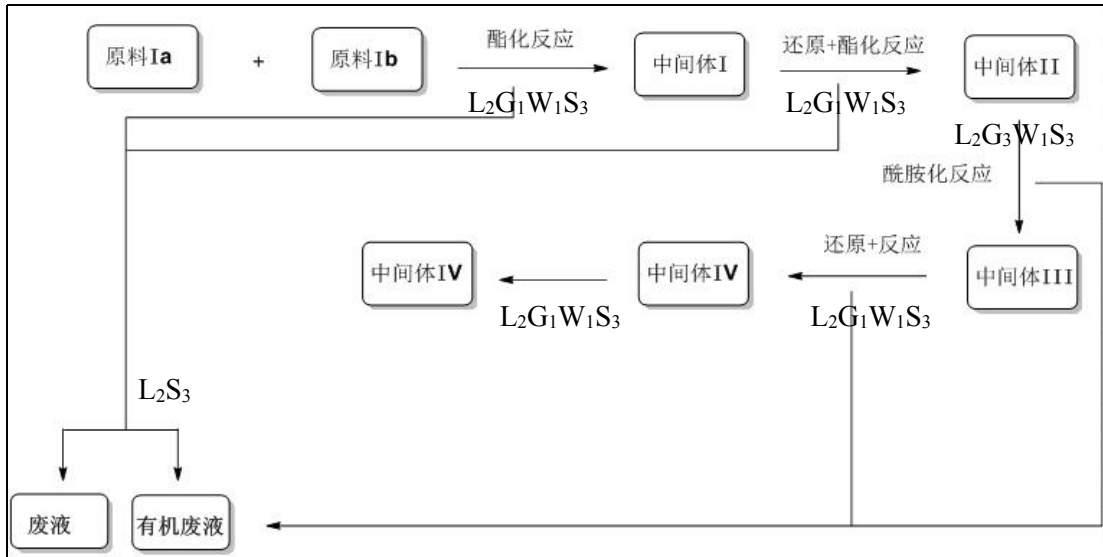 原料Ia
+
原料Ib
酯化反应
L₂G₁W₁S₃
中间体I
还原+酯化反应
L₂G₁W₁S₃
中间体II
L₂G₃W₁S₃
酰胺化反应
中间体III
还原+反应
L₂G₁W₁S₃
中间体IV
L₂G₁W₁S₃
中间体IV
L₂S₃
废液
有机废液